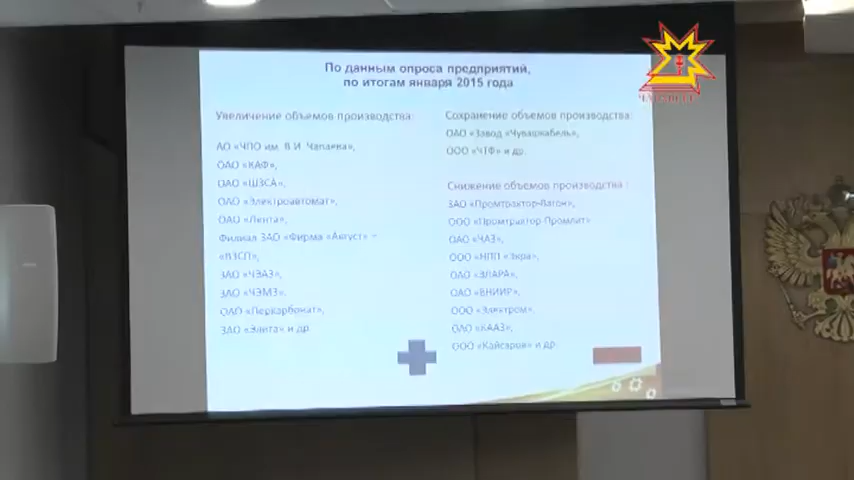 По данным опроса предприятий,
по итогам января 2015 года
Увеличение объемов производства:
АО «ЧПО им. В.И. Чапаева»,
ОАО «КАФ»,
ОАО «ШЗСА»,
ОАО «Электроавтомат»,
ОАО «Лента»,
Филиал ЗАО «Фирма «Август» -
«ВЗСП»,
ЗАО «ЧЭАЗ»,
ЗАО «ЧЭМЗ»,
ОАО «Перкарбонат»,
ЗАО «Элита» и др
Сохранение объемов производства:
ОАО «Завод «Чувашкабель»,
ООО «ЧТФ» и др.
Снижение объемов производства:
ЗАО «Промтрактор-Вагон»,
ООО «Промтрактор-Промлит»
ОАО «ЧАЗ»,
ООО НПП «Экра»,
ОАО «ЭЛАРА»,
ОАО «ВНИИР»,
ООО «Электром»,
ОАО «КААЗ»,
ООО «Кайсаров» и др.